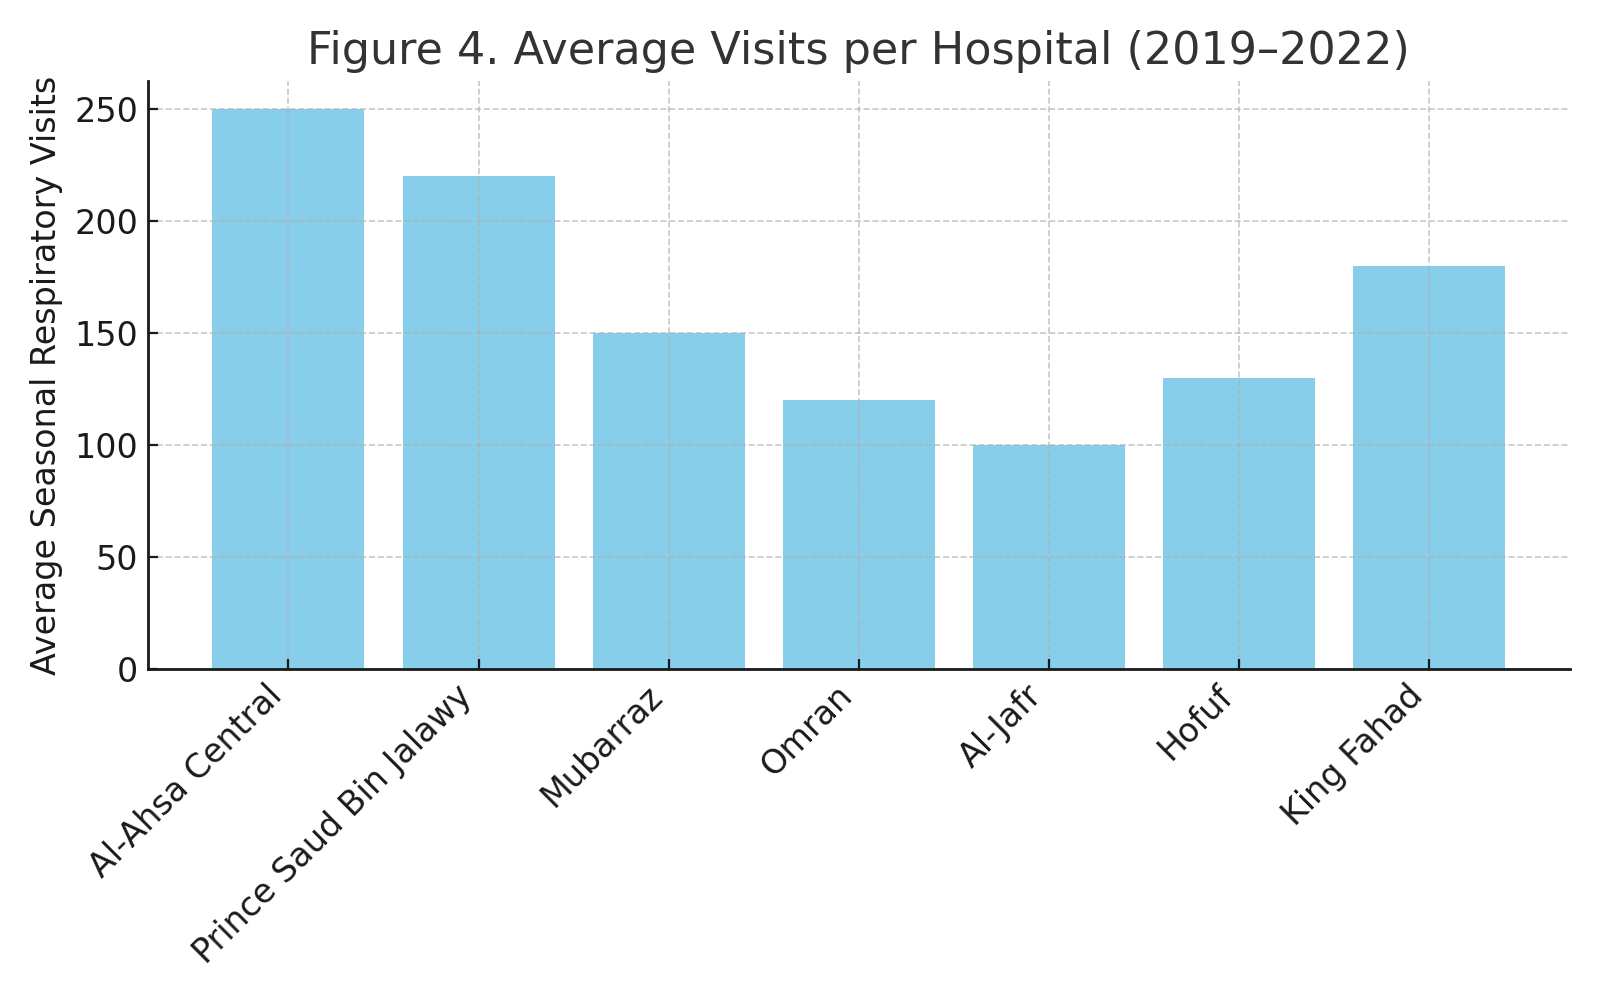 Figure 4. Average Visits per Hospital (2019–2022)
Average Seasonal Respiratory Visits
250
200
150
100
50
0
Al-Ahsa Central
Prince Saud Bin Jalawy
Mubarraz
Omran
Al-Jafr
Hofuf
King Fahad